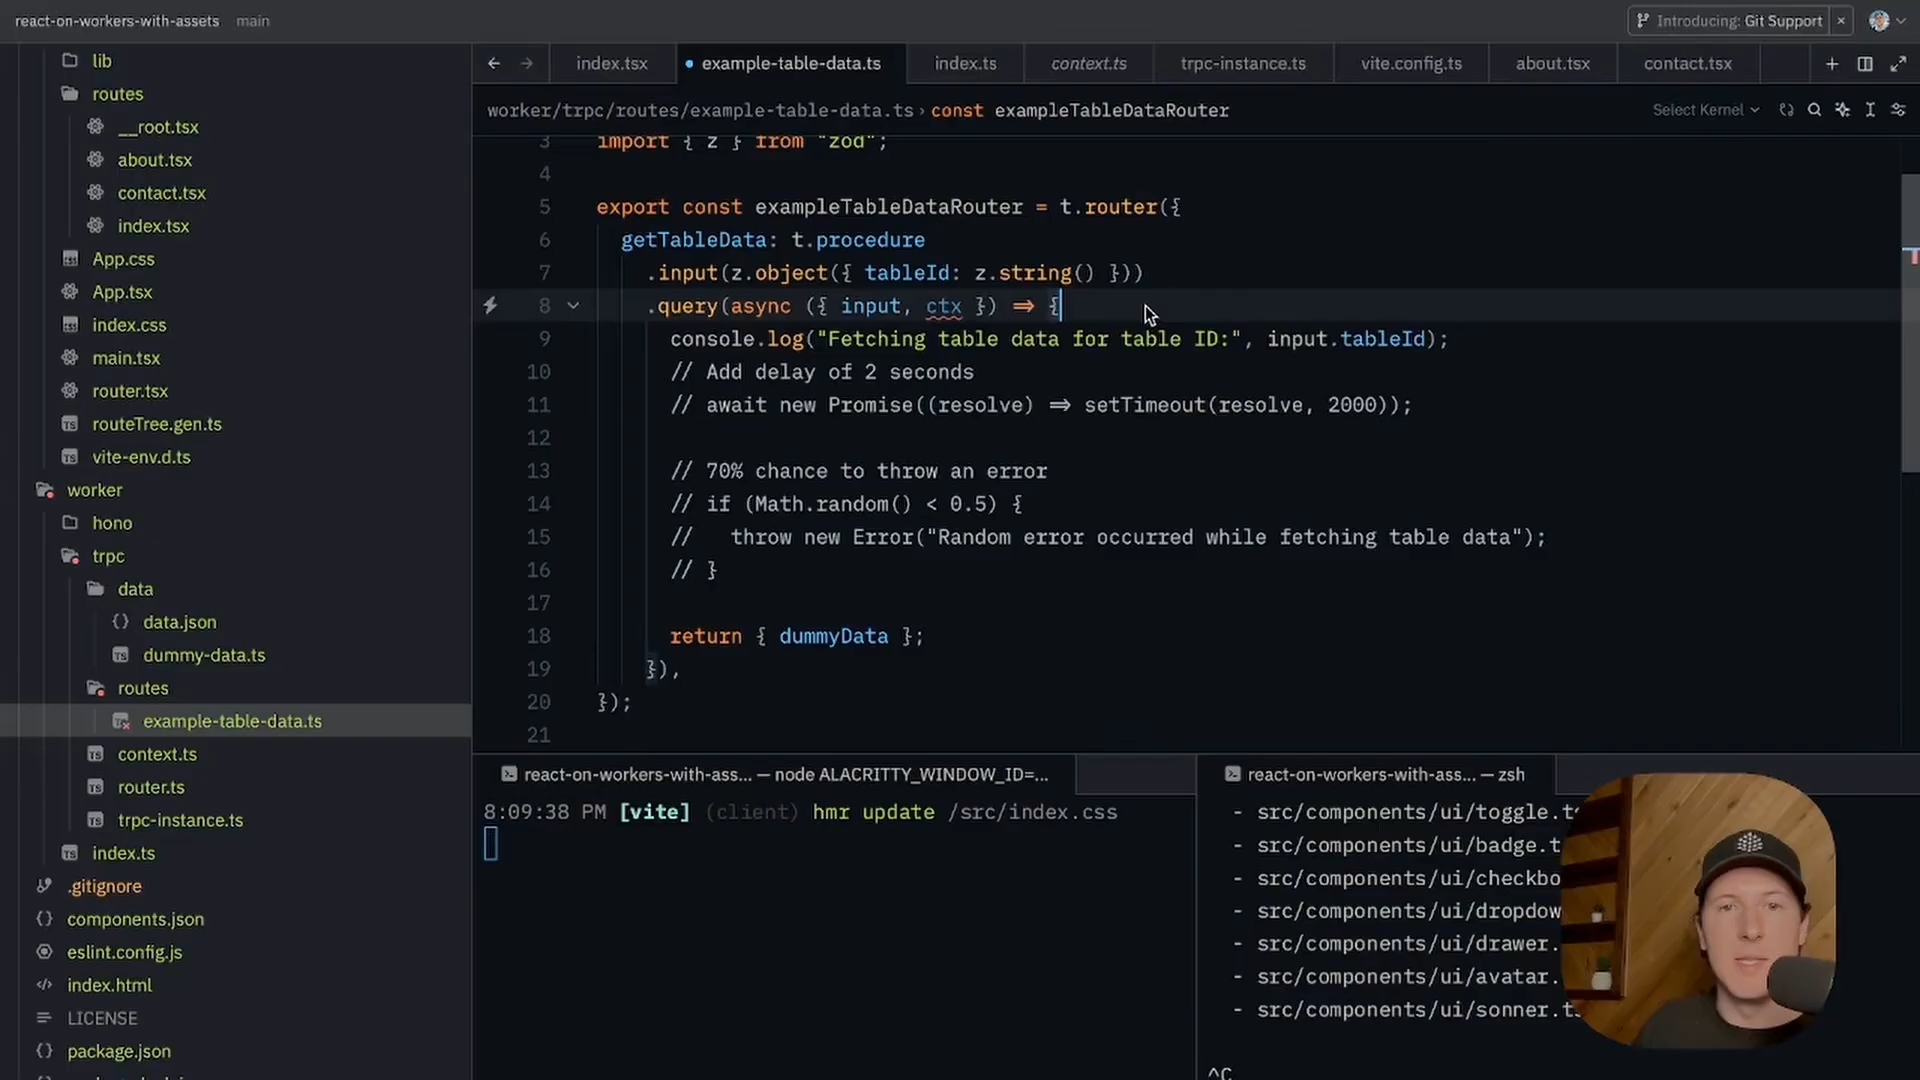 react-on-workers-with-assets main
Introducing: Git Support ×
lib
routes
__root.tsx
about.tsx
contact.tsx
index.tsx
App.css
App.tsx
index.css
main.tsx
router.tsx
routeTree.gen.ts
vite-env.d.ts
worker
hono
trpc
data
data.json
dummy-data.ts
routes
example-table-data.ts
context.ts
router.ts
trpc-instance.ts
index.ts
.gitignore
components.json
eslint.config.js
index.html
LICENSE
package.json
index.tsx example-table-data.ts index.ts context.ts trpc-instance.ts vite.config.ts about.tsx contact.tsx
worker/trpc/routes/example-table-data.ts › const exampleTableDataRouter
Select Kernel
3 import { z } from "zod";
4
5 export const exampleTableDataRouter = t.router({
6 getTableData: t.procedure
7 .input(z.object({ tableId: z.string() }))
8 .query(async ({ input, ctx }) => {
9 console.log("Fetching table data for table ID:", input.tableId);
10 // Add delay of 2 seconds
11 // await new Promise((resolve) => setTimeout(resolve, 2000));
12
13 // 70% chance to throw an error
14 // if (Math.random() < 0.5) {
15 // throw new Error("Random error occurred while fetching table data");
16 // }
17
18 return { dummyData };
19 }),
20 });
21
react-on-workers-with-ass... — node ALACRITTY_WINDOW_ID=...
8:09:38 PM [vite] (client) hmr update /src/index.css
react-on-workers-with-ass... — zsh
- src/components/ui/toggle.t
- src/components/ui/badge.t
- src/components/ui/checkbo
- src/components/ui/dropdow
- src/components/ui/drawer.
- src/components/ui/avatar.
- src/components/ui/sonner.t
^C